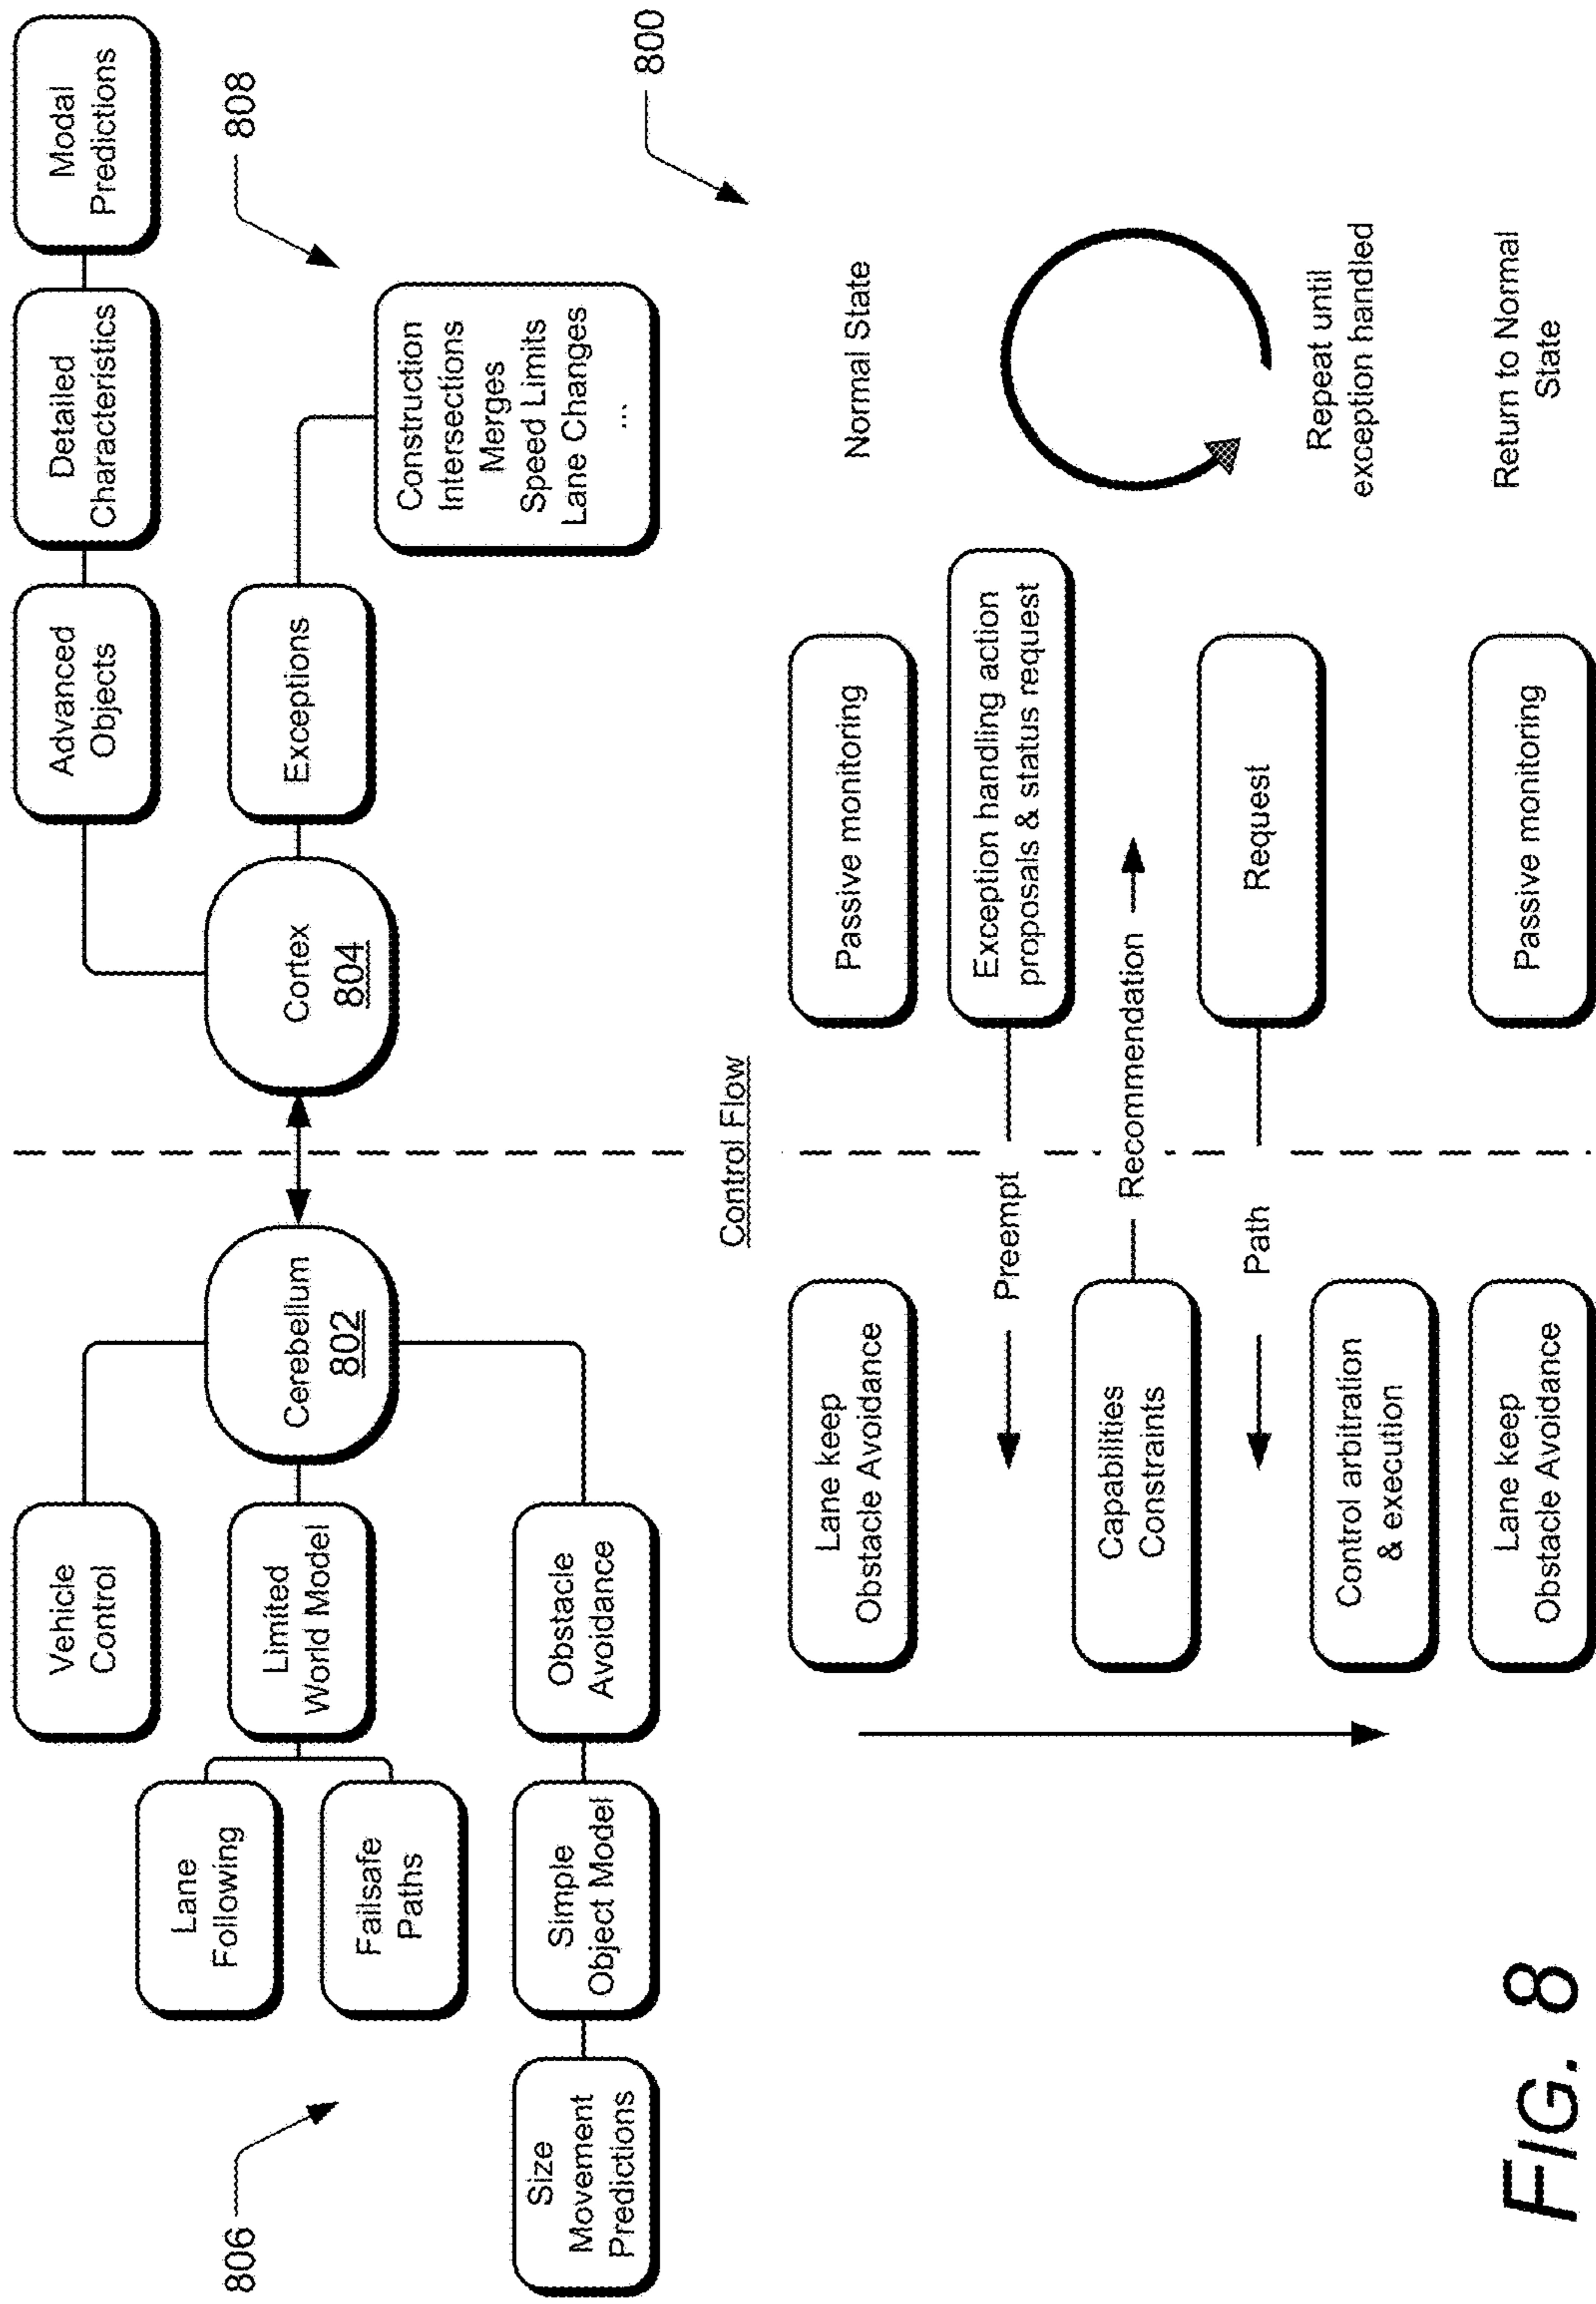 806
Size
Movement
Predictions
Lane
Following
Failsafe
Paths
Simple
Object Model
Vehicle
Control
Limited
World Model
Obstacle
Avoidance
Cerebellum
802
Cortex
804
Advanced
Objects
Exceptions
Detailed
Characteristics
Modal
Predictions
808
Construction
Intersections
Merges
Speed Limits
Lane Changes
...
Control Flow
800
Lane keep
Obstacle Avoidance
Passive monitoring
Normal State
Preempt
Exception handling action
proposals & status request
Capabilities
Constraints
Recommendation
Path
Request
Control arbitration
& execution
Repeat until
exception handled
Lane keep
Obstacle Avoidance
Passive monitoring
Return to Normal
State
FIG. 8